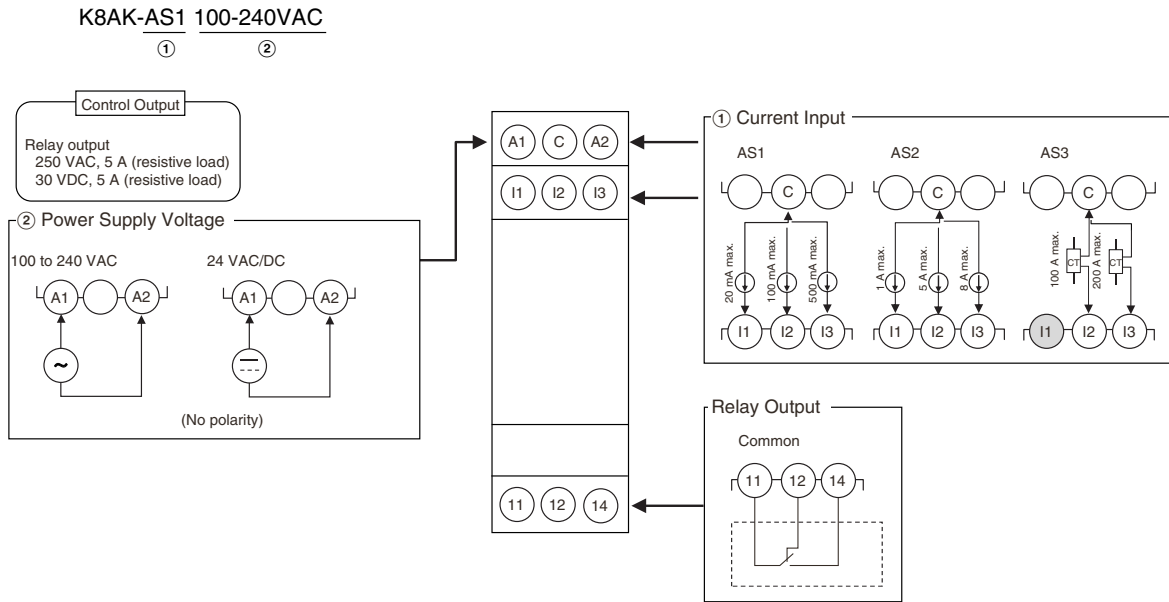 K8AK-AS1 100-240VAC
① ②
Control Output
Relay output
250 VAC, 5 A (resistive load)
30 VDC, 5 A (resistive load)
② Power Supply Voltage
100 to 240 VAC
24 VAC/DC
A1 A2
A1 A2
~
(No polarity)
A1 C A2
I1 I2 I3
11 12 14
① Current Input
AS1
AS2
AS3
C
C
C
20 mA max.
100 mA max.
500 mA max.
1 A max.
5 A max.
8 A max.
100 A max.
CT
200 A max.
CT
I1 I2 I3
I1 I2 I3
I1 I2 I3
Relay Output
Common
11 12 14